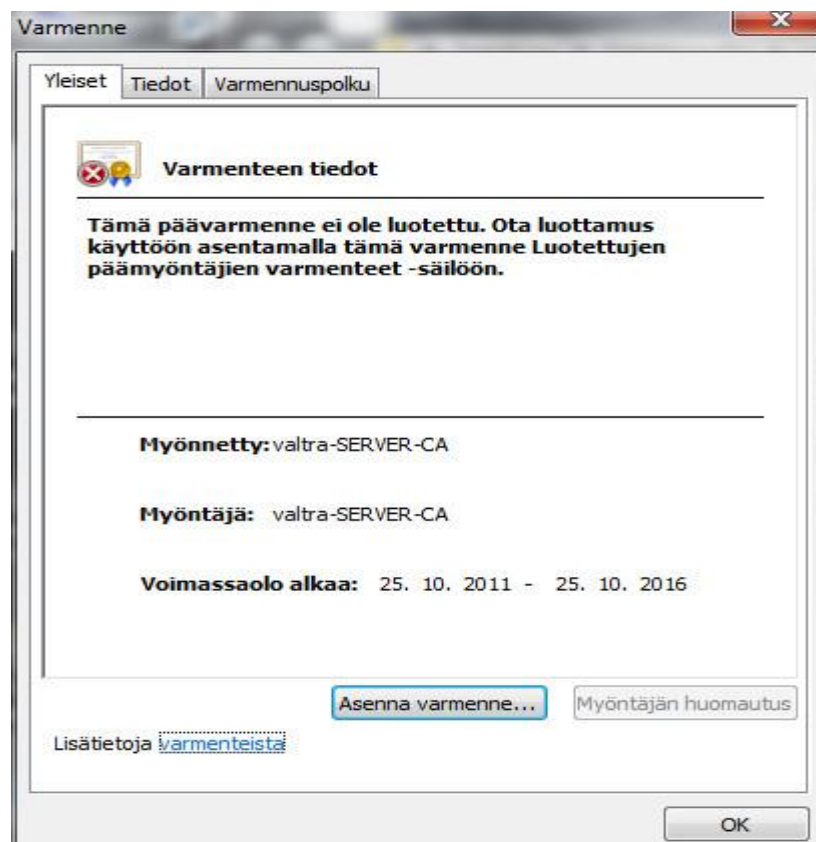 Varmenne
Yleiset Tiedot Varmennuspolku
Varmenteen tiedot
Tämä päävarmenne ei ole luotettu. Ota luottamus
käyttöön asentamalla tämä varmenne Luotettujen
päämyöntäjien varmenteet -säilöön.
Myönnetty: valtra-SERVER-CA
Myöntäjä: valtra-SERVER-CA
Voimassaolo alkaa: 25. 10. 2011 - 25. 10. 2016
Asenna varmenne... Myöntäjän huomautus
Lisätietoja varmenteista
OK